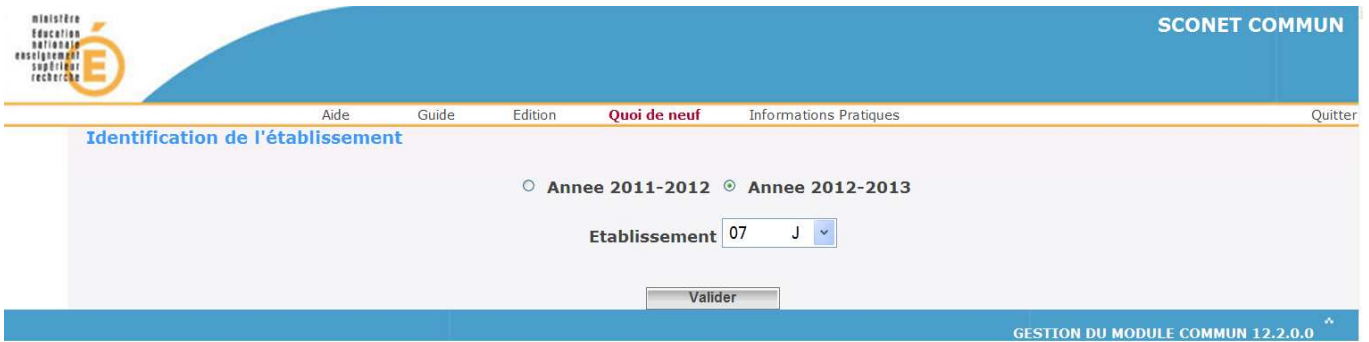 ministère
éducation
nationale
enseignement
supérieur
recherche
É
SCONET COMMUN
Aide Guide Edition Quoi de neuf Informations Pratiques Quitter
Identification de l'établissement
Annee 2011-2012 Annee 2012-2013
Etablissement 07 J
Valider
GESTION DU MODULE COMMUN 12.2.0.0